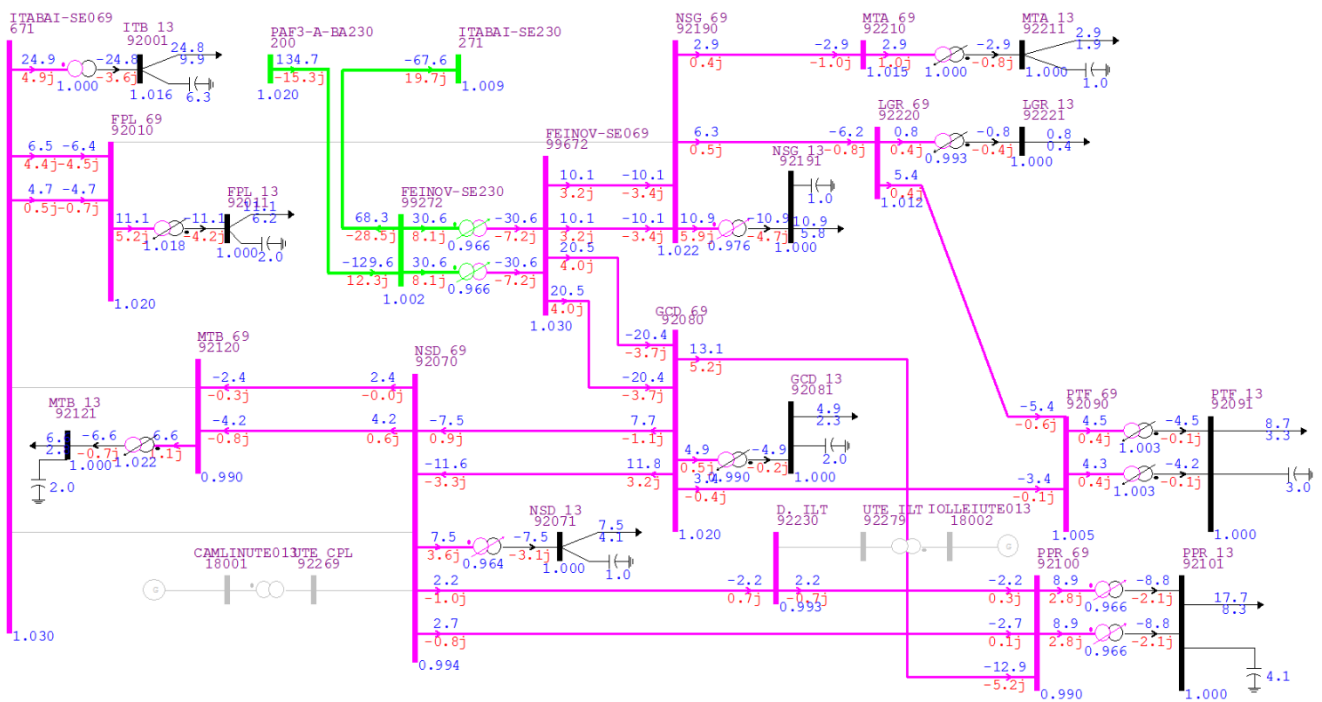 ITABAI-SE069
671
24.9
4.9j
1.000
-24.8
-3.6j
ITB 13
92001
24.8
9.9
6.3
1.016
FPL 69
92010
6.5
4.4j
-6.4
-4.5j
4.7
0.5j
-4.7
-0.7j
11.1
5.2j
1.018
-11.1
-4.2j
FPL 13
92011
11.1
6.2
1.000
2.0
1.020
1.030
PAF3-A-BA230
200
134.7
-15.3j
1.020
ITABAI-SE230
271
-67.6
19.7j
1.009
FEINOV-SE230
99272
68.3
-28.5j
30.6
8.1j
0.966
-30.6
-7.2j
-129.6
12.3j
30.6
8.1j
0.966
-30.6
-7.2j
1.002
FEINOV-SE069
99672
10.1
3.2j
-10.1
-3.4j
10.1
3.2j
-10.1
-3.4j
20.5
4.0j
20.5
4.0j
1.030
NSG 69
92190
2.9
0.4j
-2.9
-1.0j
6.3
0.5j
-6.2
-0.8j
10.9
5.9j
0.976
-10.9
-4.7j
1.022
NSG 13
92191
1.0
10.9
5.8
1.000
MTA 69
92210
2.9
1.0j
1.015
1.000
-2.9
-0.8j
MTA 13
92211
2.9
1.9
1.000
1.0
LGR 69
92220
0.8
0.4j
0.993
-0.8
-0.4j
5.4
0.4j
1.012
LGR 13
92221
0.8
0.4
1.000
GCD 69
92080
-20.4
-3.7j
13.1
5.2j
-20.4
-3.7j
7.7
-1.1j
11.8
3.2j
4.9
0.5j
0.990
-4.9
-0.2j
3.4
-0.4j
1.020
GCD 13
92081
4.9
2.3
2.0
1.000
MTB 69
92120
-2.4
-0.3j
2.4
-0.0j
-4.2
-0.8j
4.2
0.6j
0.990
MTB 13
92121
-6.6
-0.7j
1.000
1.022
6.6
2.0
NSD 69
92070
-7.5
0.9j
-11.6
-3.3j
7.5
3.6j
0.964
-7.5
-3.1j
2.2
-1.0j
2.7
-0.8j
0.994
NSD 13
92071
7.5
4.1
1.000
1.0
CAMLINUTE013
18001
UTE CPL
92269
G
D. ILT
92230
-2.2
0.7j
2.2
-0.7j
0.993
UTE ILT
92279
IOLLEIUTE013
18002
G
PTF 69
92090
-5.4
-0.6j
4.5
0.4j
1.003
-4.5
-0.1j
-3.4
-0.1j
4.3
0.4j
1.003
-4.2
-0.1j
1.005
PTF 13
92091
8.7
3.3
3.0
1.000
PPR 69
92100
-2.2
0.3j
8.9
2.8j
0.966
-8.8
-2.1j
-2.7
0.1j
8.9
2.8j
0.966
-8.8
-2.1j
-12.9
-5.2j
0.990
PPR 13
92101
17.7
8.3
4.1
1.000